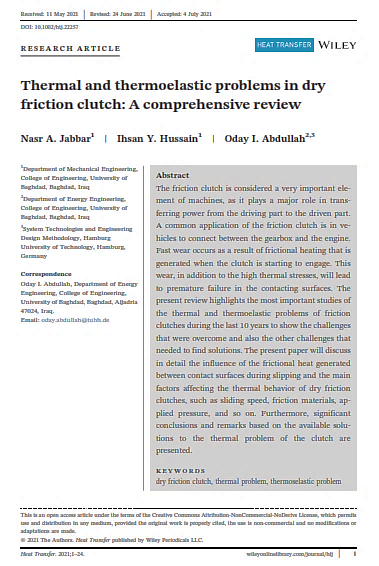 Received: 11 May 2021 | Revised: 24 June 2021 | Accepted: 4 July 2021
DOI: 10.1002/htj.22257
RESEARCH ARTICLE
HEAT TRANSFER WILEY
Thermal and thermoelastic problems in dry
friction clutch: A comprehensive review
Nasr A. Jabbar1 | Ihsan Y. Hussain1 | Oday I. Abdullah2,3
1Department of Mechanical Engineering,
College of Engineering, University of
Baghdad, Baghdad, Iraq
2Department of Energy Engineering,
College of Engineering, University of
Baghdad, Baghdad, Iraq
3System Technologies and Engineering
Design Methodology, Hamburg
University of Technology, Hamburg,
Germany
Correspondence
Oday I. Abdullah, Department of Energy
Engineering, College of Engineering,
University of Baghdad, Baghdad, Aljadria
47024, Iraq.
Email: oday.abdullah@tuhh.de
Abstract
The friction clutch is considered a very important ele-
ment of machines, as it plays a major role in trans-
ferring power from the driving part to the driven part.
A common application of the friction clutch is in ve-
hicles to connect between the gearbox and the engine.
Fast wear occurs as a result of frictional heating that is
generated when the clutch is starting to engage. This
wear, in addition to the high thermal stresses, will lead
to premature failure in the contacting surfaces. The
present review highlights the most important studies of
the thermal and thermoelastic problems of friction
clutches during the last 10 years to show the challenges
that were overcome and also the other challenges that
needed to find solutions. The present paper will discuss
in detail the influence of the frictional heat generated
between contact surfaces during slipping and the main
factors affecting the thermal behavior of dry friction
clutches, such as sliding speed, friction materials, ap-
plied pressure, and so on. Furthermore, significant
conclusions and remarks based on the available solu-
tions to the thermal problem of the clutch are
presented.
KEYWORDS
dry friction clutch, thermal problem, thermoelastic problem
This is an open access article under the terms of the Creative Commons Attribution-NonCommercial-NoDerivs License, which permits
use and distribution in any medium, provided the original work is properly cited, the use is non-commercial and no modifications or
adaptations are made.
© 2021 The Authors. Heat Transfer published by Wiley Periodicals LLC.
Heat Transfer. 2021;1–24. wileyonlinelibrary.com/journal/htj | 1